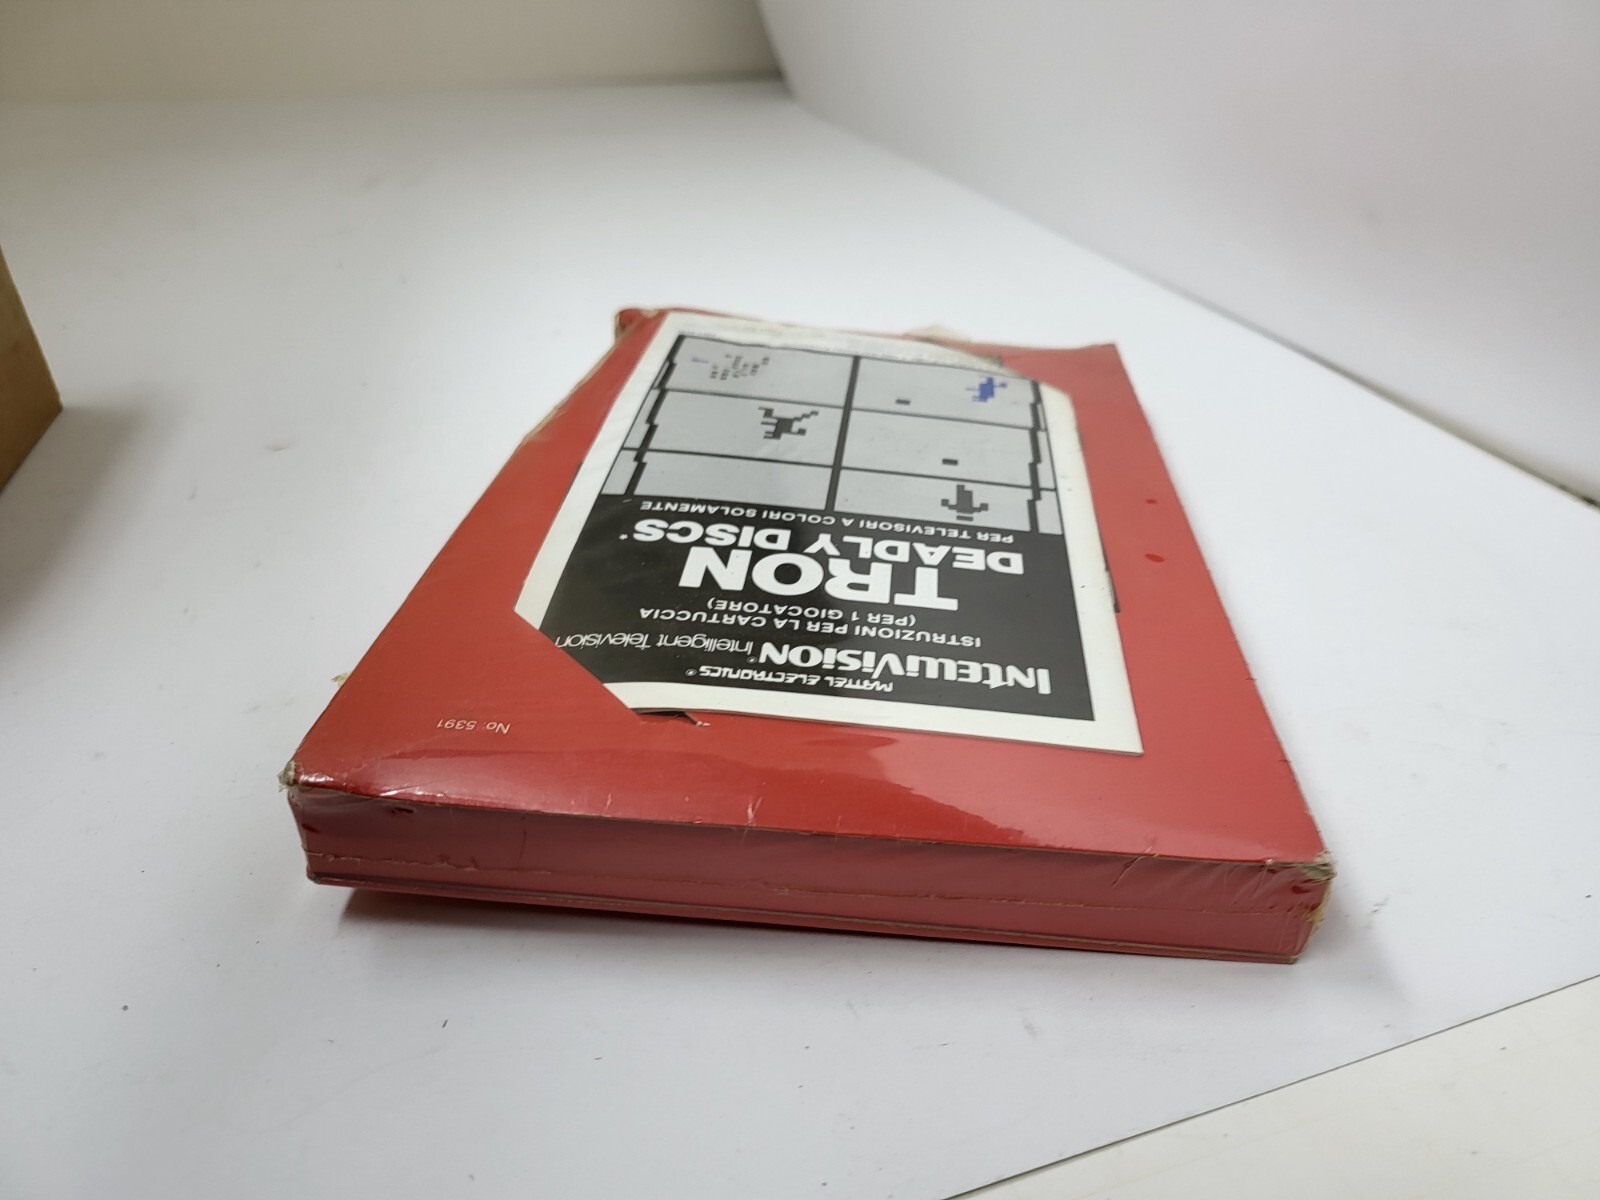 MATTEL ELECTRONICS®
INTELLIVISION® Intelligent Television
ISTRUZIONI PER LA CARTUCCIA
(PER 1 GIOCATORE)
TRON
DEADLY DISCS*
PER TELEVISORI A COLORI SOLAMENTE
No. 5391